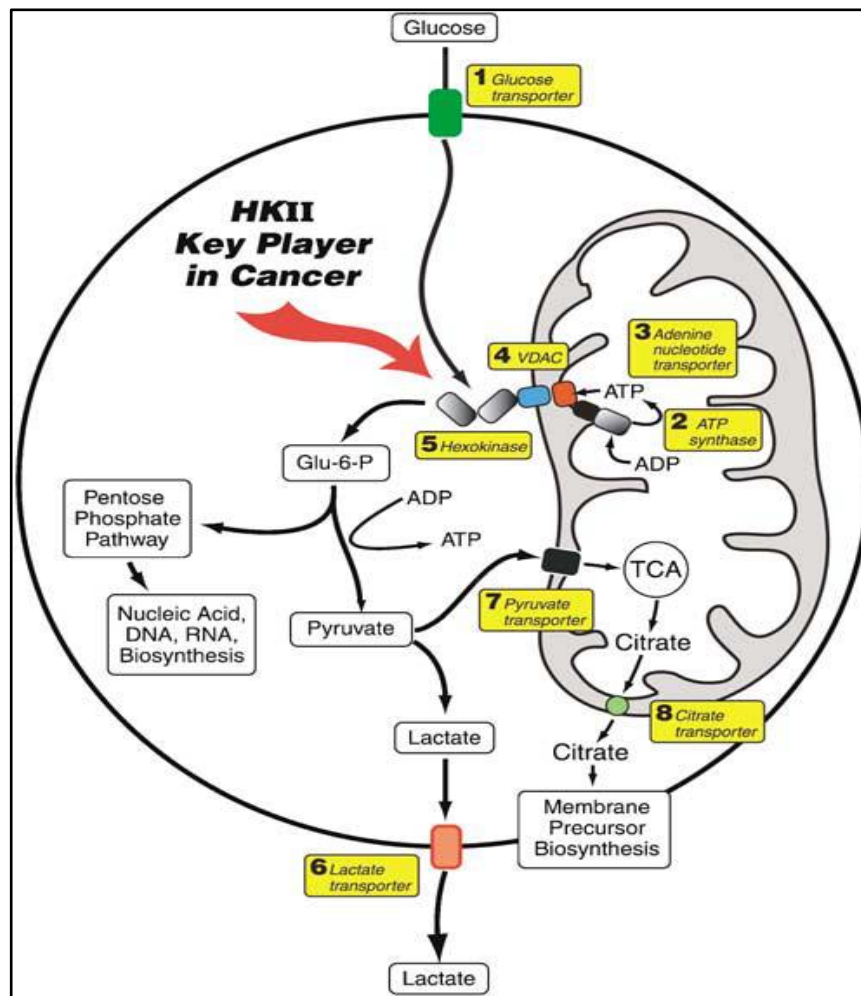 Glucose
1 Glucose
transporter
HKII
Key Player
in Cancer
3 Adenine
nucleotide
transporter
4 VDAC
ATP
2 ATP
synthase
5 Hexokinase
ADP
Glu-6-P
Pentose
Phosphate
Pathway
ADP
ATP
TCA
7 Pyruvate
transporter
Nucleic Acid,
DNA, RNA,
Biosynthesis
Pyruvate
Citrate
8 Citrate
transporter
Lactate
Citrate
Membrane
Precursor
Biosynthesis
6 Lactate
transporter
Lactate